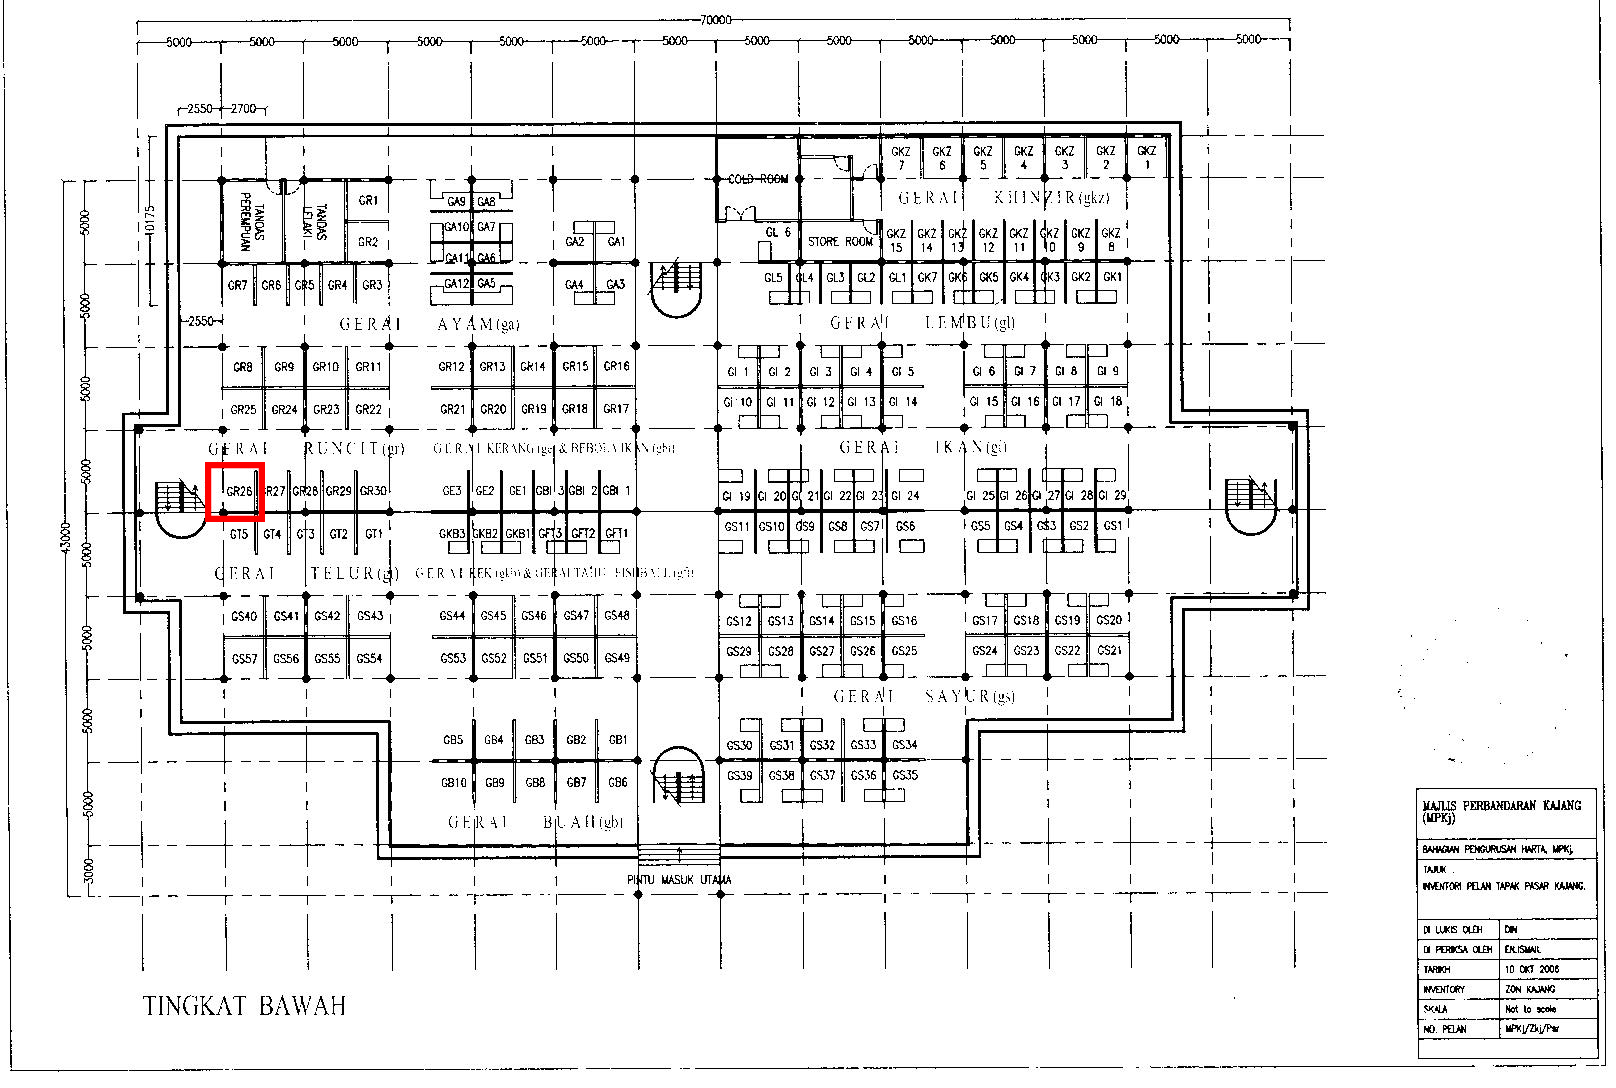 70000
5000 5000 5000 5000 5000 5000 5000 5000 5000 5000 5000 5000 5000 5000
2550 2700
10175
2550
43000
5000
5000
5000
5000
5000
5000
5000
5000
3000
GKZ 7 GKZ 6 GKZ 5 GKZ 4 GKZ 3 GKZ 2 GKZ 1
COLD ROOM
GERAI KHINZIR(gkz)
TANDAS PEREMPUAN
TANDAS LELAKI
GR1
GR2
GA9 GA8
GA10 GA7
GA11 GA6
GA12 GA5
GA2 GA1
GA4 GA3
GL 6
STORE ROOM
GKZ 15 GKZ 14 GKZ 13 GKZ 12 GKZ 11 GKZ 10 GKZ 9 GKZ 8
GR7 GR6 GR5 GR4 GR3
GL5 GL4 GL3 GL2 GL1 GK7 GK6 GK5 GK4 GK3 GK2 GK1
GERAI AYAM(ga)
GERAI LEMBU(gl)
GR8 GR9 GR10 GR11 GR12 GR13 GR14 GR15 GR16
GI 1 GI 2 GI 3 GI 4 GI 5 GI 6 GI 7 GI 8 GI 9
GR25 GR24 GR23 GR22 GR21 GR20 GR19 GR18 GR17
GI 10 GI 11 GI 12 GI 13 GI 14 GI 15 GI 16 GI 17 GI 18
GERAI RUNCIT(gr)
GERAI KERANG(ge) & BEBOLA IKAN(gbi)
GERAI IKAN(gi)
GR26 GR27 GR28 GR29 GR30 GE3 GE2 GE1 GBI 3 GBI 2 GBI 1
GI 19 GI 20 GI 21 GI 22 GI 23 GI 24 GI 25 GI 26 GI 27 GI 28 GI 29
GT5 GT4 GT3 GT2 GT1 GKB3 GKB2 GKB1 GFT3 GFT2 GFT1
GS11 GS10 GS9 GS8 GS7 GS6 GS5 GS4 GS3 GS2 GS1
GERAI TELUR(gt)
GERAI KEK(gkb) & GERAI TAHU FISHBALL(gft)
GS40 GS41 GS42 GS43 GS44 GS45 GS46 GS47 GS48
GS12 GS13 GS14 GS15 GS16 GS17 GS18 GS19 GS20
GS57 GS56 GS55 GS54 GS53 GS52 GS51 GS50 GS49
GS29 GS28 GS27 GS26 GS25 GS24 GS23 GS22 GS21
GERAI SAYUR(gs)
GB5 GB4 GB3 GB2 GB1
GS30 GS31 GS32 GS33 GS34
GB10 GB9 GB8 GB7 GB6
GS39 GS38 GS37 GS36 GS35
GERAI BUAH(gb)
PINTU MASUK UTAMA
TINGKAT BAWAH
MAJLIS PERBANDARAN KAJANG
(MPKj)
BAHAGIAN PENGURUSAN HARTA, MPKj,
TAJUK .
INVENTORI PELAN TAPAK PASAR KAJANG.
DI LUKIS OLEH DIN
DI PERIKSA OLEH EN.ISMAIL
TARIKH 10 OKT 2006
INVENTORY ZON KAJANG
SKALA Not to scale
NO. PELAN MPKj/Zkj/Psr